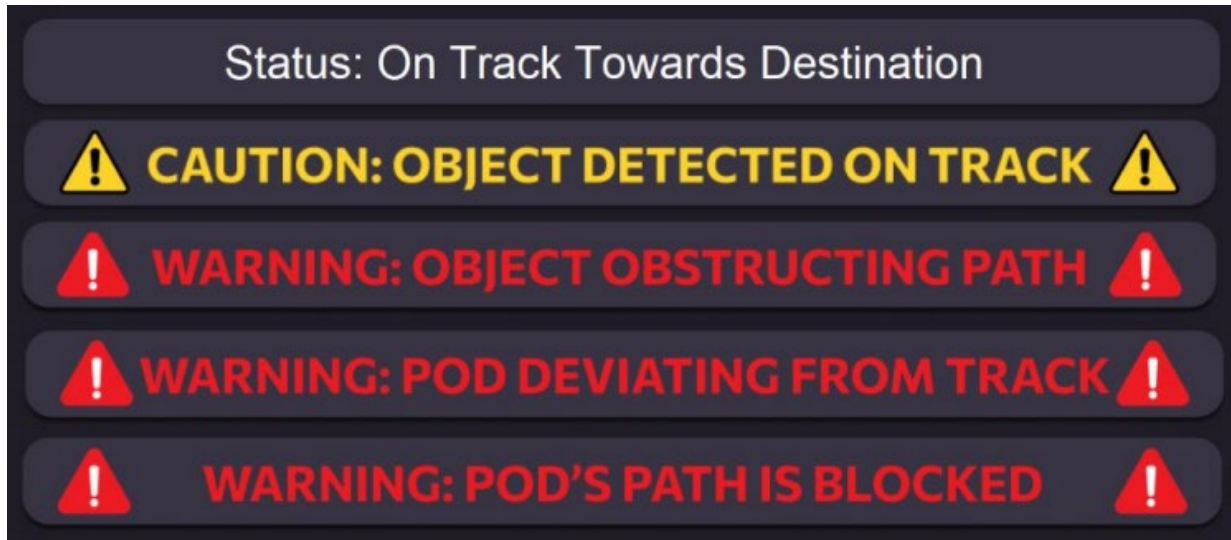 Status: On Track Towards Destination
CAUTION: OBJECT DETECTED ON TRACK
WARNING: OBJECT OBSTRUCTING PATH
WARNING: POD DEVIATING FROM TRACK
WARNING: POD’S PATH IS BLOCKED